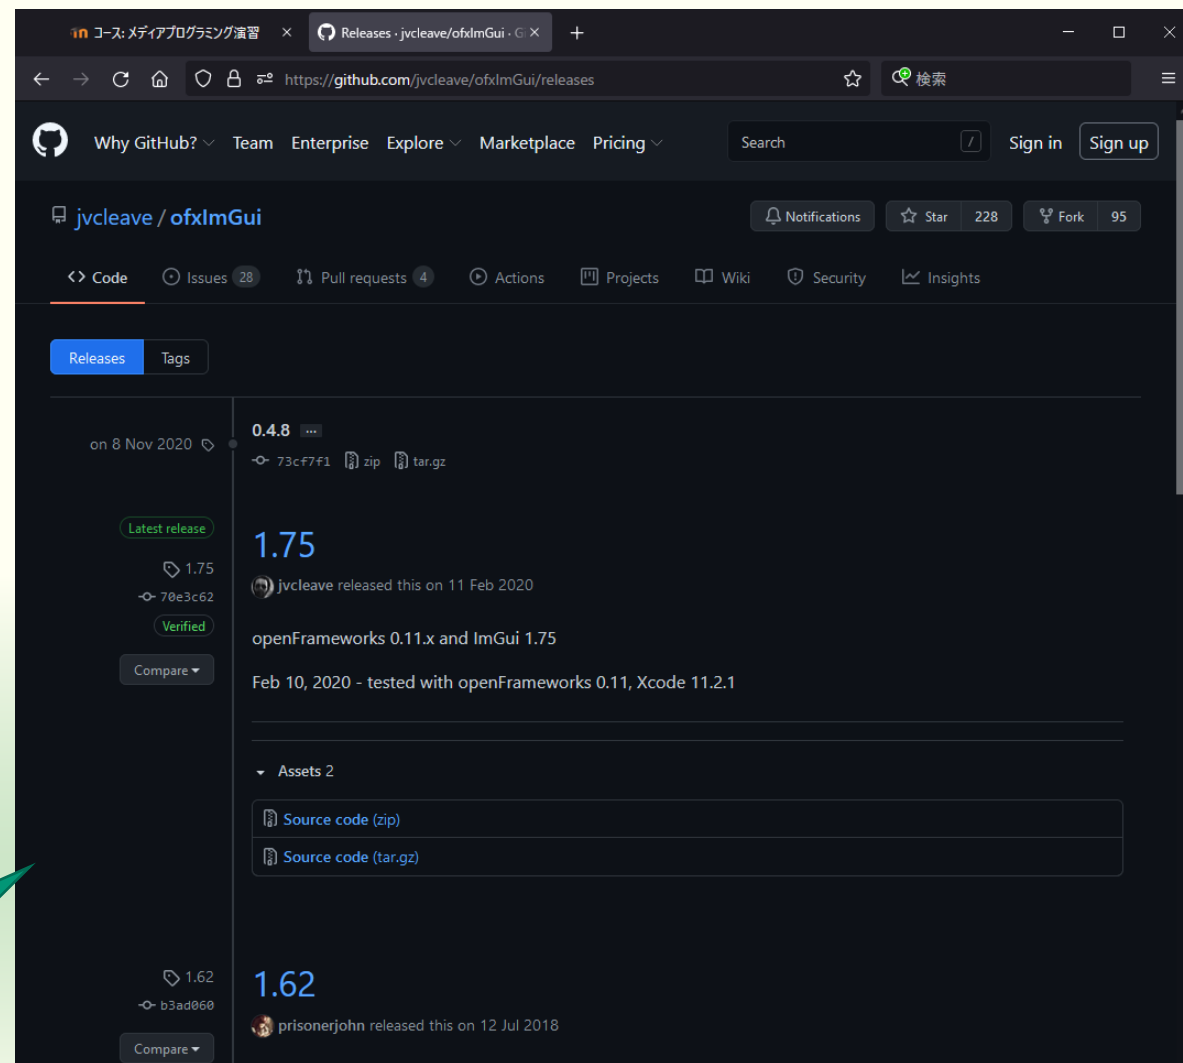 コース: メディアプログラミング演習
Releases · jvcleave/ofxImGui · G
https://github.com/jvcleave/ofxImGui/releases
検索
Why GitHub? Team Enterprise Explore Marketplace Pricing Search / Sign in Sign up
jvcleave / ofxImGui
Notifications Star 228 Fork 95
Code Issues 28 Pull requests 4 Actions Projects Wiki Security Insights
Releases Tags
on 8 Nov 2020
0.4.8 ...
73cf7f1 zip tar.gz
Latest release
1.75
70e3c62
Verified
Compare
1.75
jvcleave released this on 11 Feb 2020
openFrameworks 0.11.x and ImGui 1.75
Feb 10, 2020 - tested with openFrameworks 0.11, Xcode 11.2.1
Assets 2
Source code (zip)
Source code (tar.gz)
1.62
b3ad060
Compare
1.62
prisonerjohn released this on 12 Jul 2018